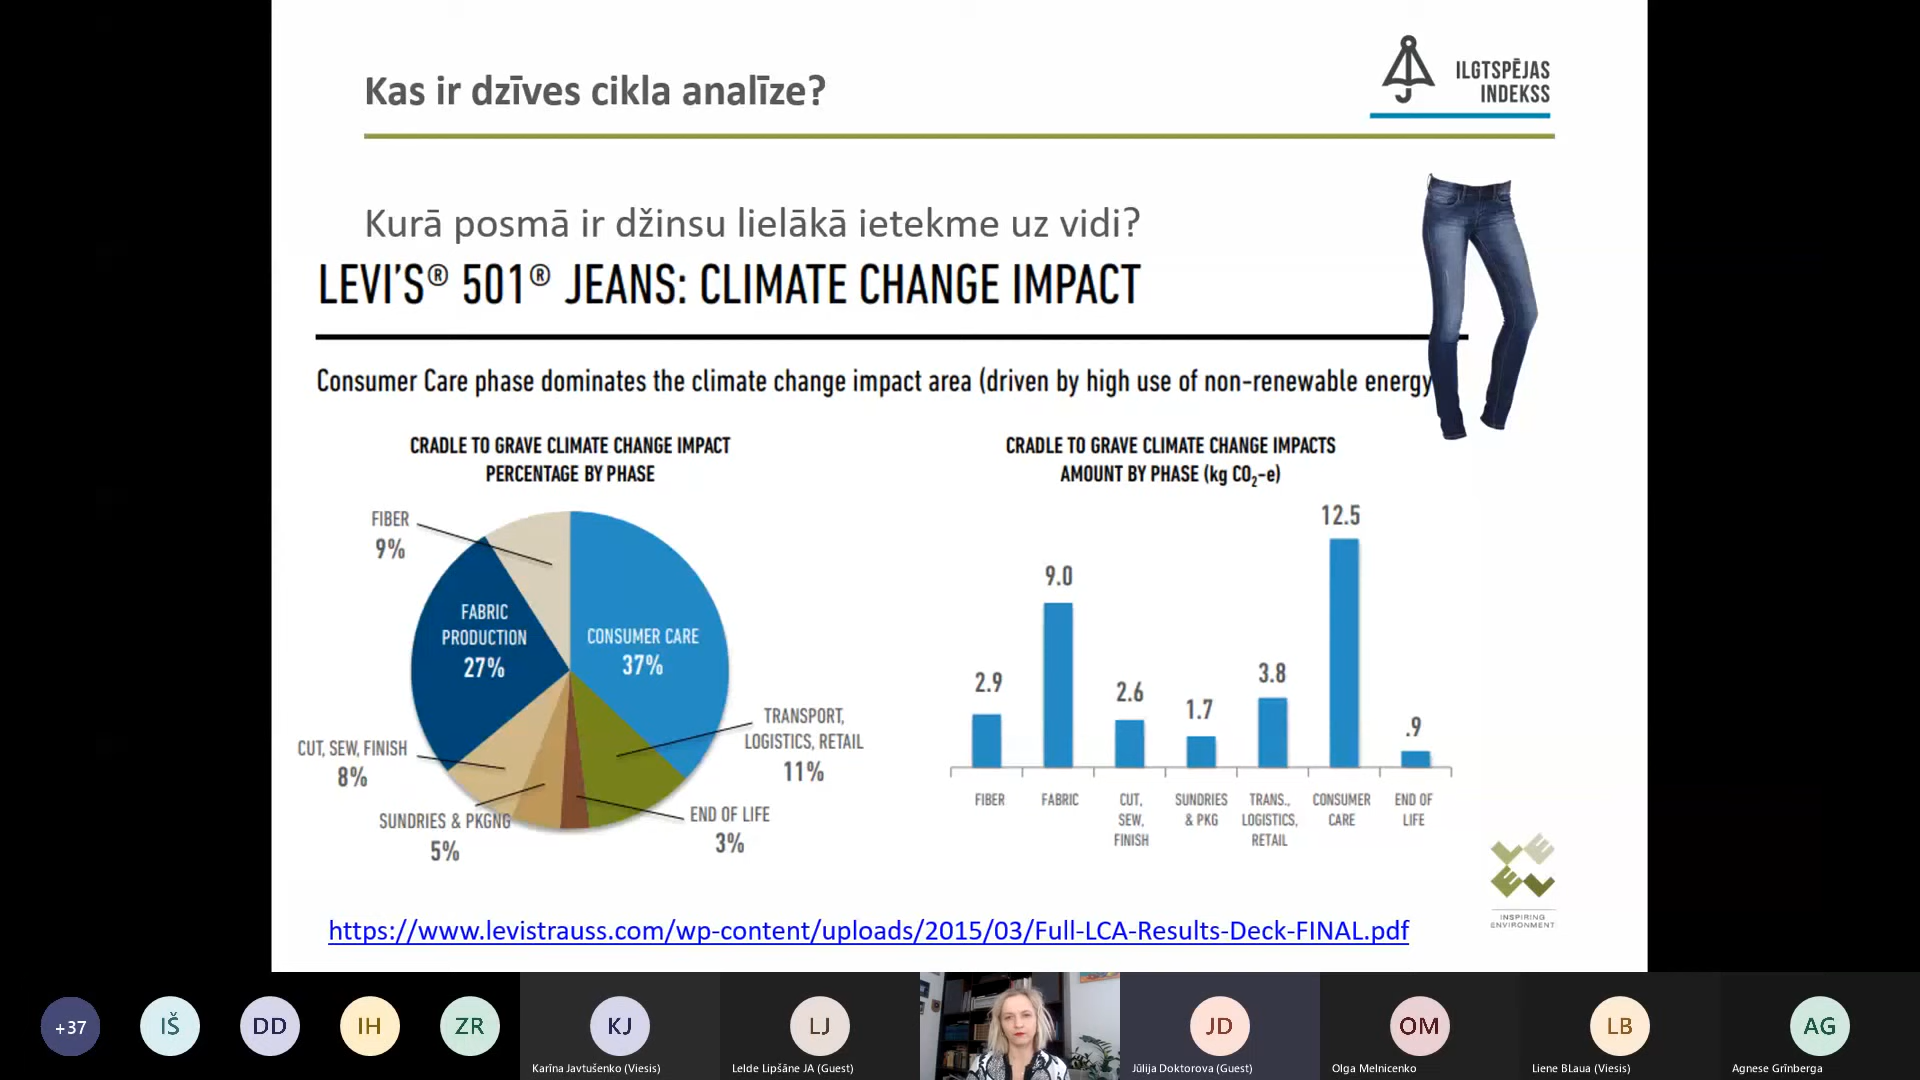 Kas ir dzīves cikla analīze?
ILGTSPĒJAS
INDEKSS
Kurā posmā ir džinsu lielākā ietekme uz vidi?
LEVI'S® 501® JEANS: CLIMATE CHANGE IMPACT
Consumer Care phase dominates the climate change impact area (driven by high use of non-renewable energy
CRADLE TO GRAVE CLIMATE CHANGE IMPACT
PERCENTAGE BY PHASE
FIBER
9%
FABRIC
PRODUCTION
27%
CONSUMER CARE
37%
TRANSPORT,
LOGISTICS, RETAIL
11%
CUT, SEW, FINISH
8%
SUNDRIES & PKGNG
5%
END OF LIFE
3%
CRADLE TO GRAVE CLIMATE CHANGE IMPACTS
AMOUNT BY PHASE (kg CO₂-e)
2.9
9.0
2.6
1.7
3.8
12.5
.9
FIBER
FABRIC
CUT,
SEW,
FINISH
SUNDRIES
& PKG
TRANS.,
LOGISTICS,
RETAIL
CONSUMER
CARE
END OF
LIFE
INSPIRING
ENVIRONMENT
https://www.levistrauss.com/wp-content/uploads/2015/03/Full-LCA-Results-Deck-FINAL.pdf
+37
IŠ
DD
IH
ZR
KJ
Karīna Javtušenko (Viesis)
LJ
Lelde Lipšāne JA (Guest)
JD
Jūlija Doktorova (Guest)
OM
Olga Melnicenko
LB
Liene BLaua (Viesis)
AG
Agnese Grīnberga